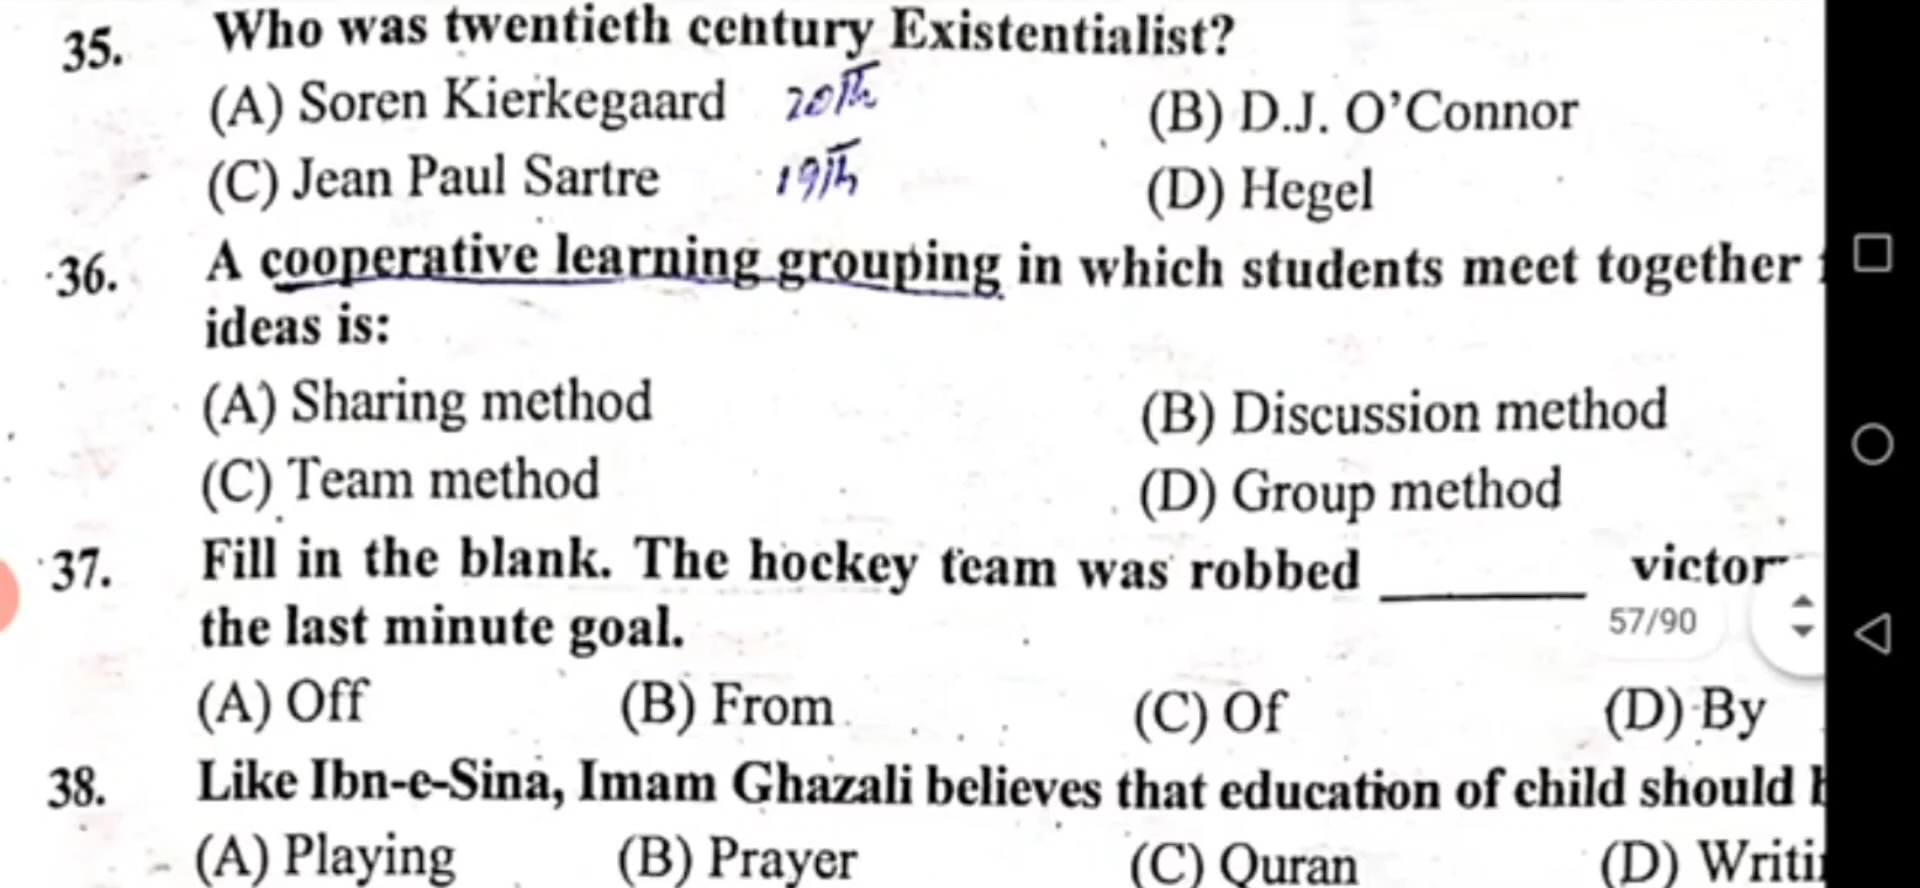 35. Who was twentieth century Existentialist?
(A) Soren Kierkegaard 20th (B) D.J. O'Connor
(C) Jean Paul Sartre 19th (D) Hegel
36. A cooperative learning grouping in which students meet together
ideas is:
(A) Sharing method (B) Discussion method
(C) Team method (D) Group method
37. Fill in the blank. The hockey team was robbed ______ victor
the last minute goal.
57/90
(A) Off (B) From (C) Of (D) By
38. Like Ibn-e-Sina, Imam Ghazali believes that education of child should
(A) Playing (B) Prayer (C) Quran (D) Writi